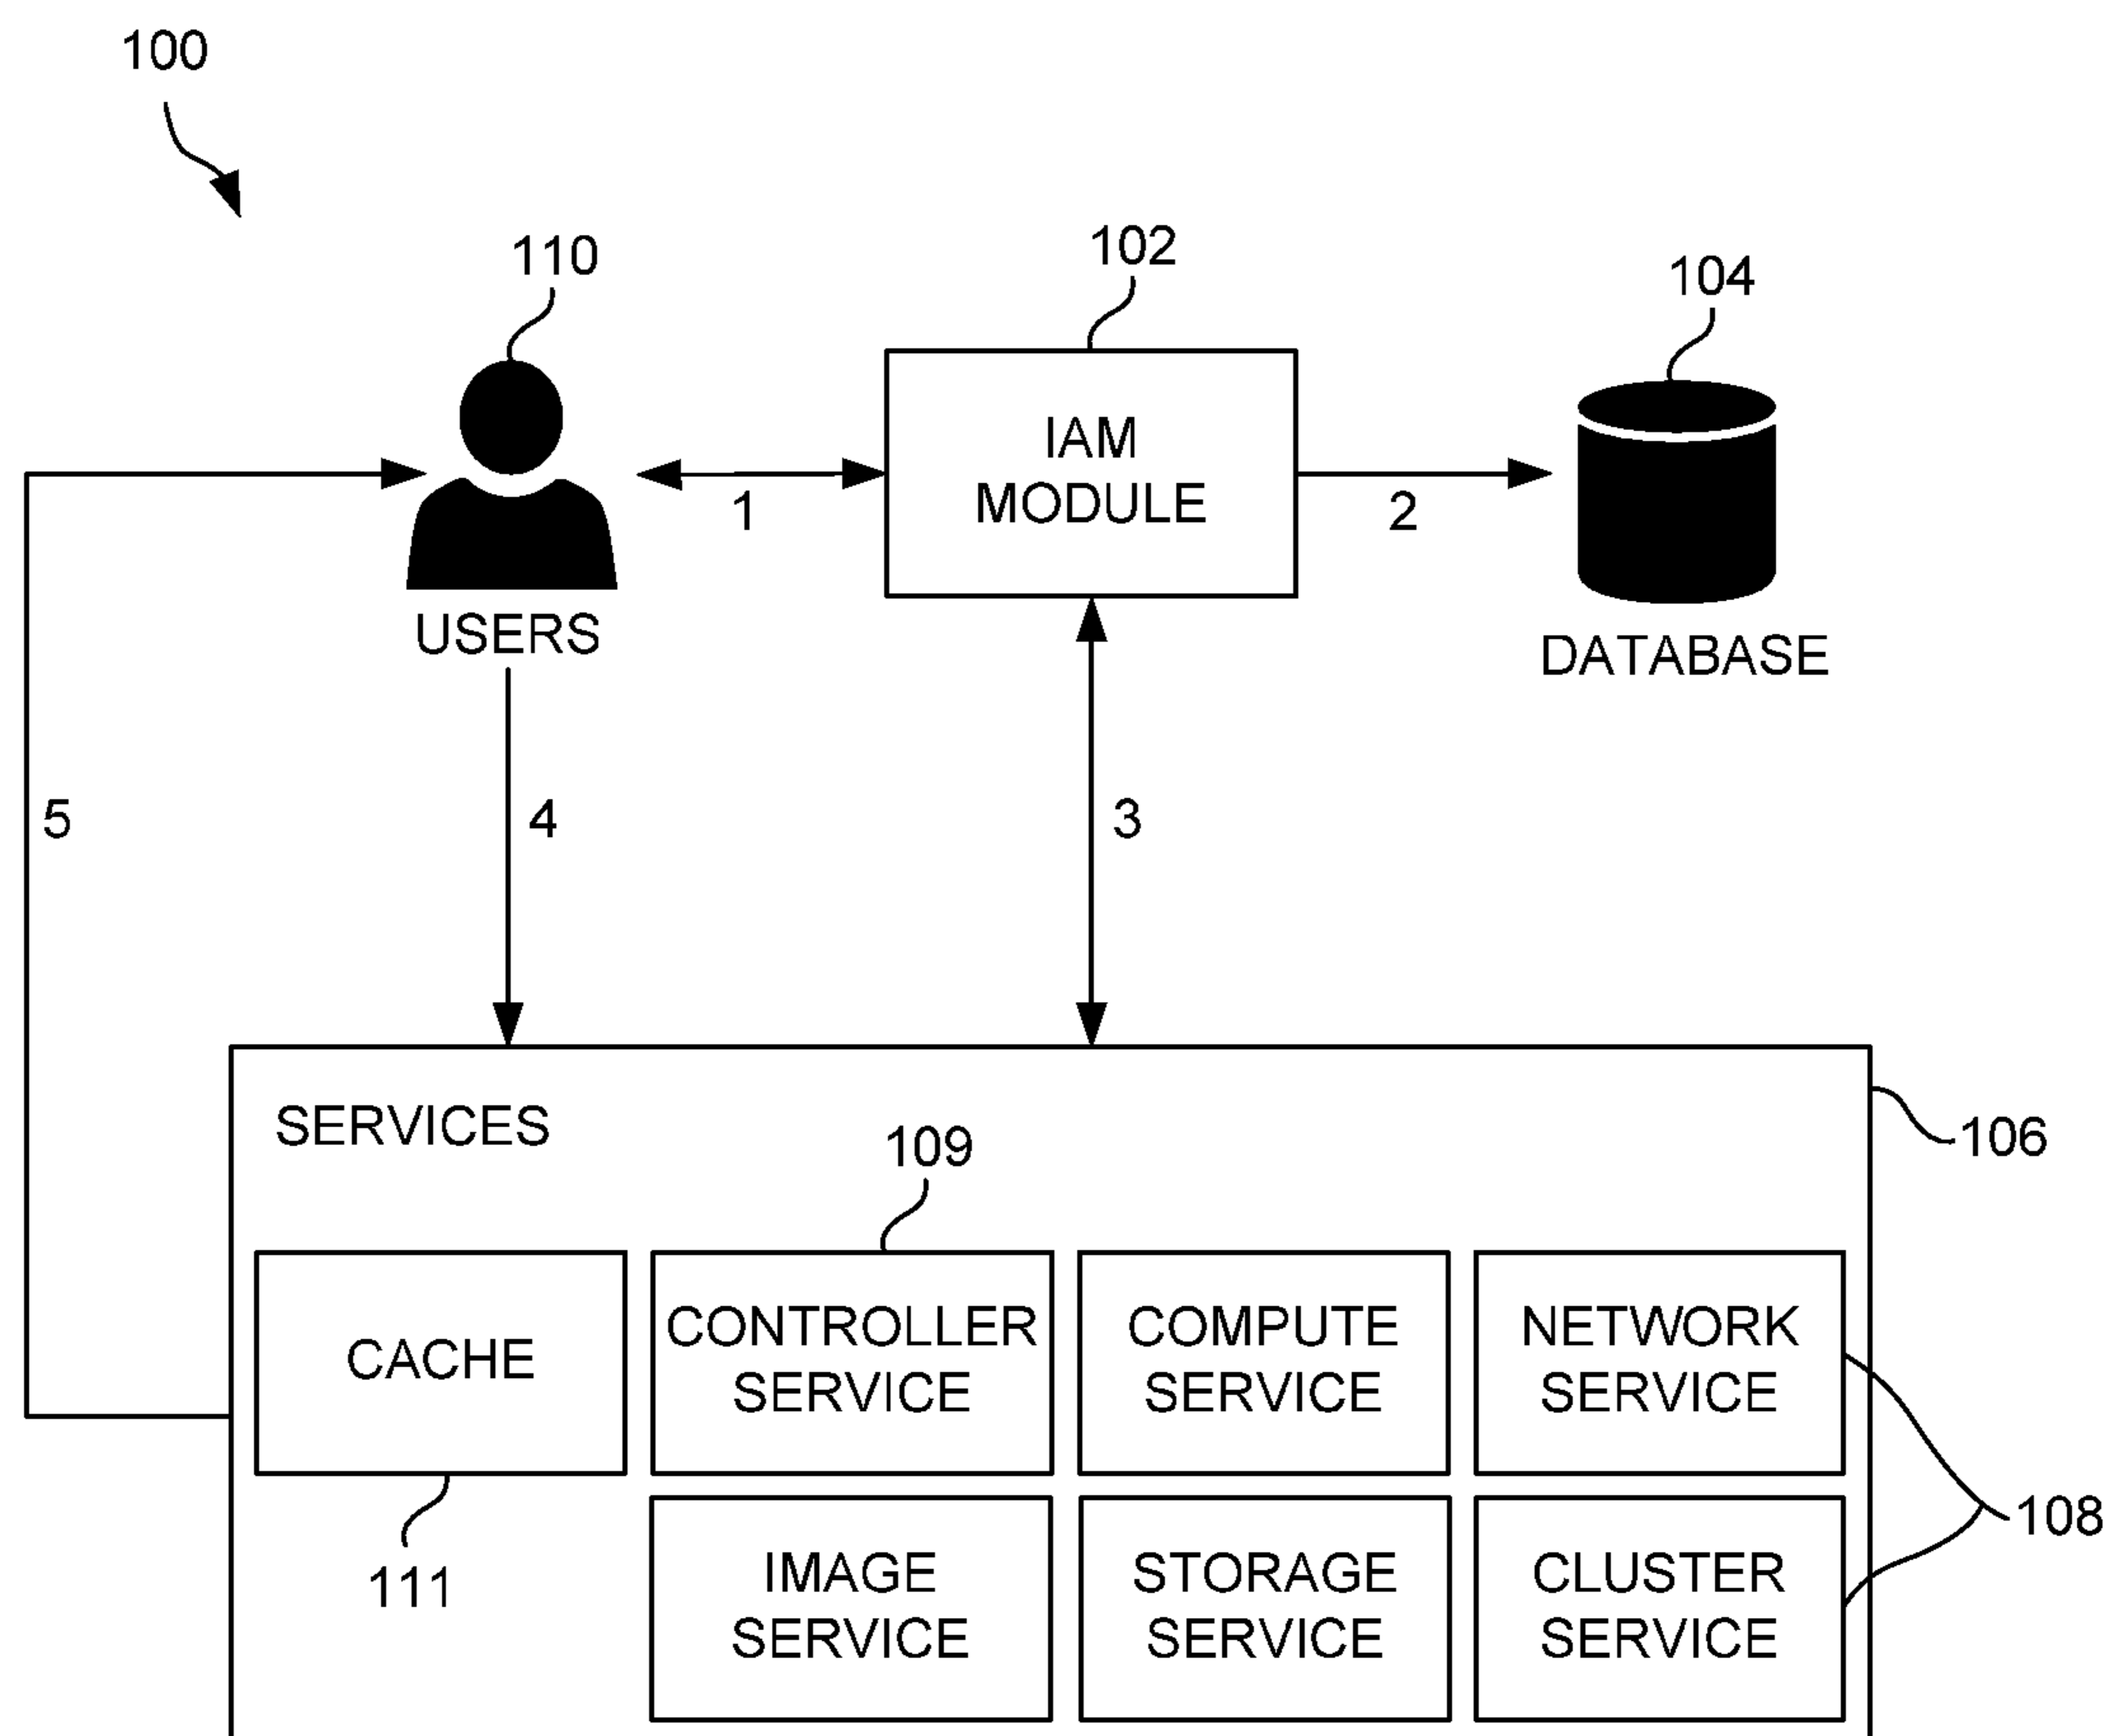 100
110
102
104
IAM
MODULE
1
2
USERS
DATABASE
5
4
3
SERVICES
106
109
CACHE
CONTROLLER
SERVICE
COMPUTE
SERVICE
NETWORK
SERVICE
111
108
IMAGE
SERVICE
STORAGE
SERVICE
CLUSTER
SERVICE